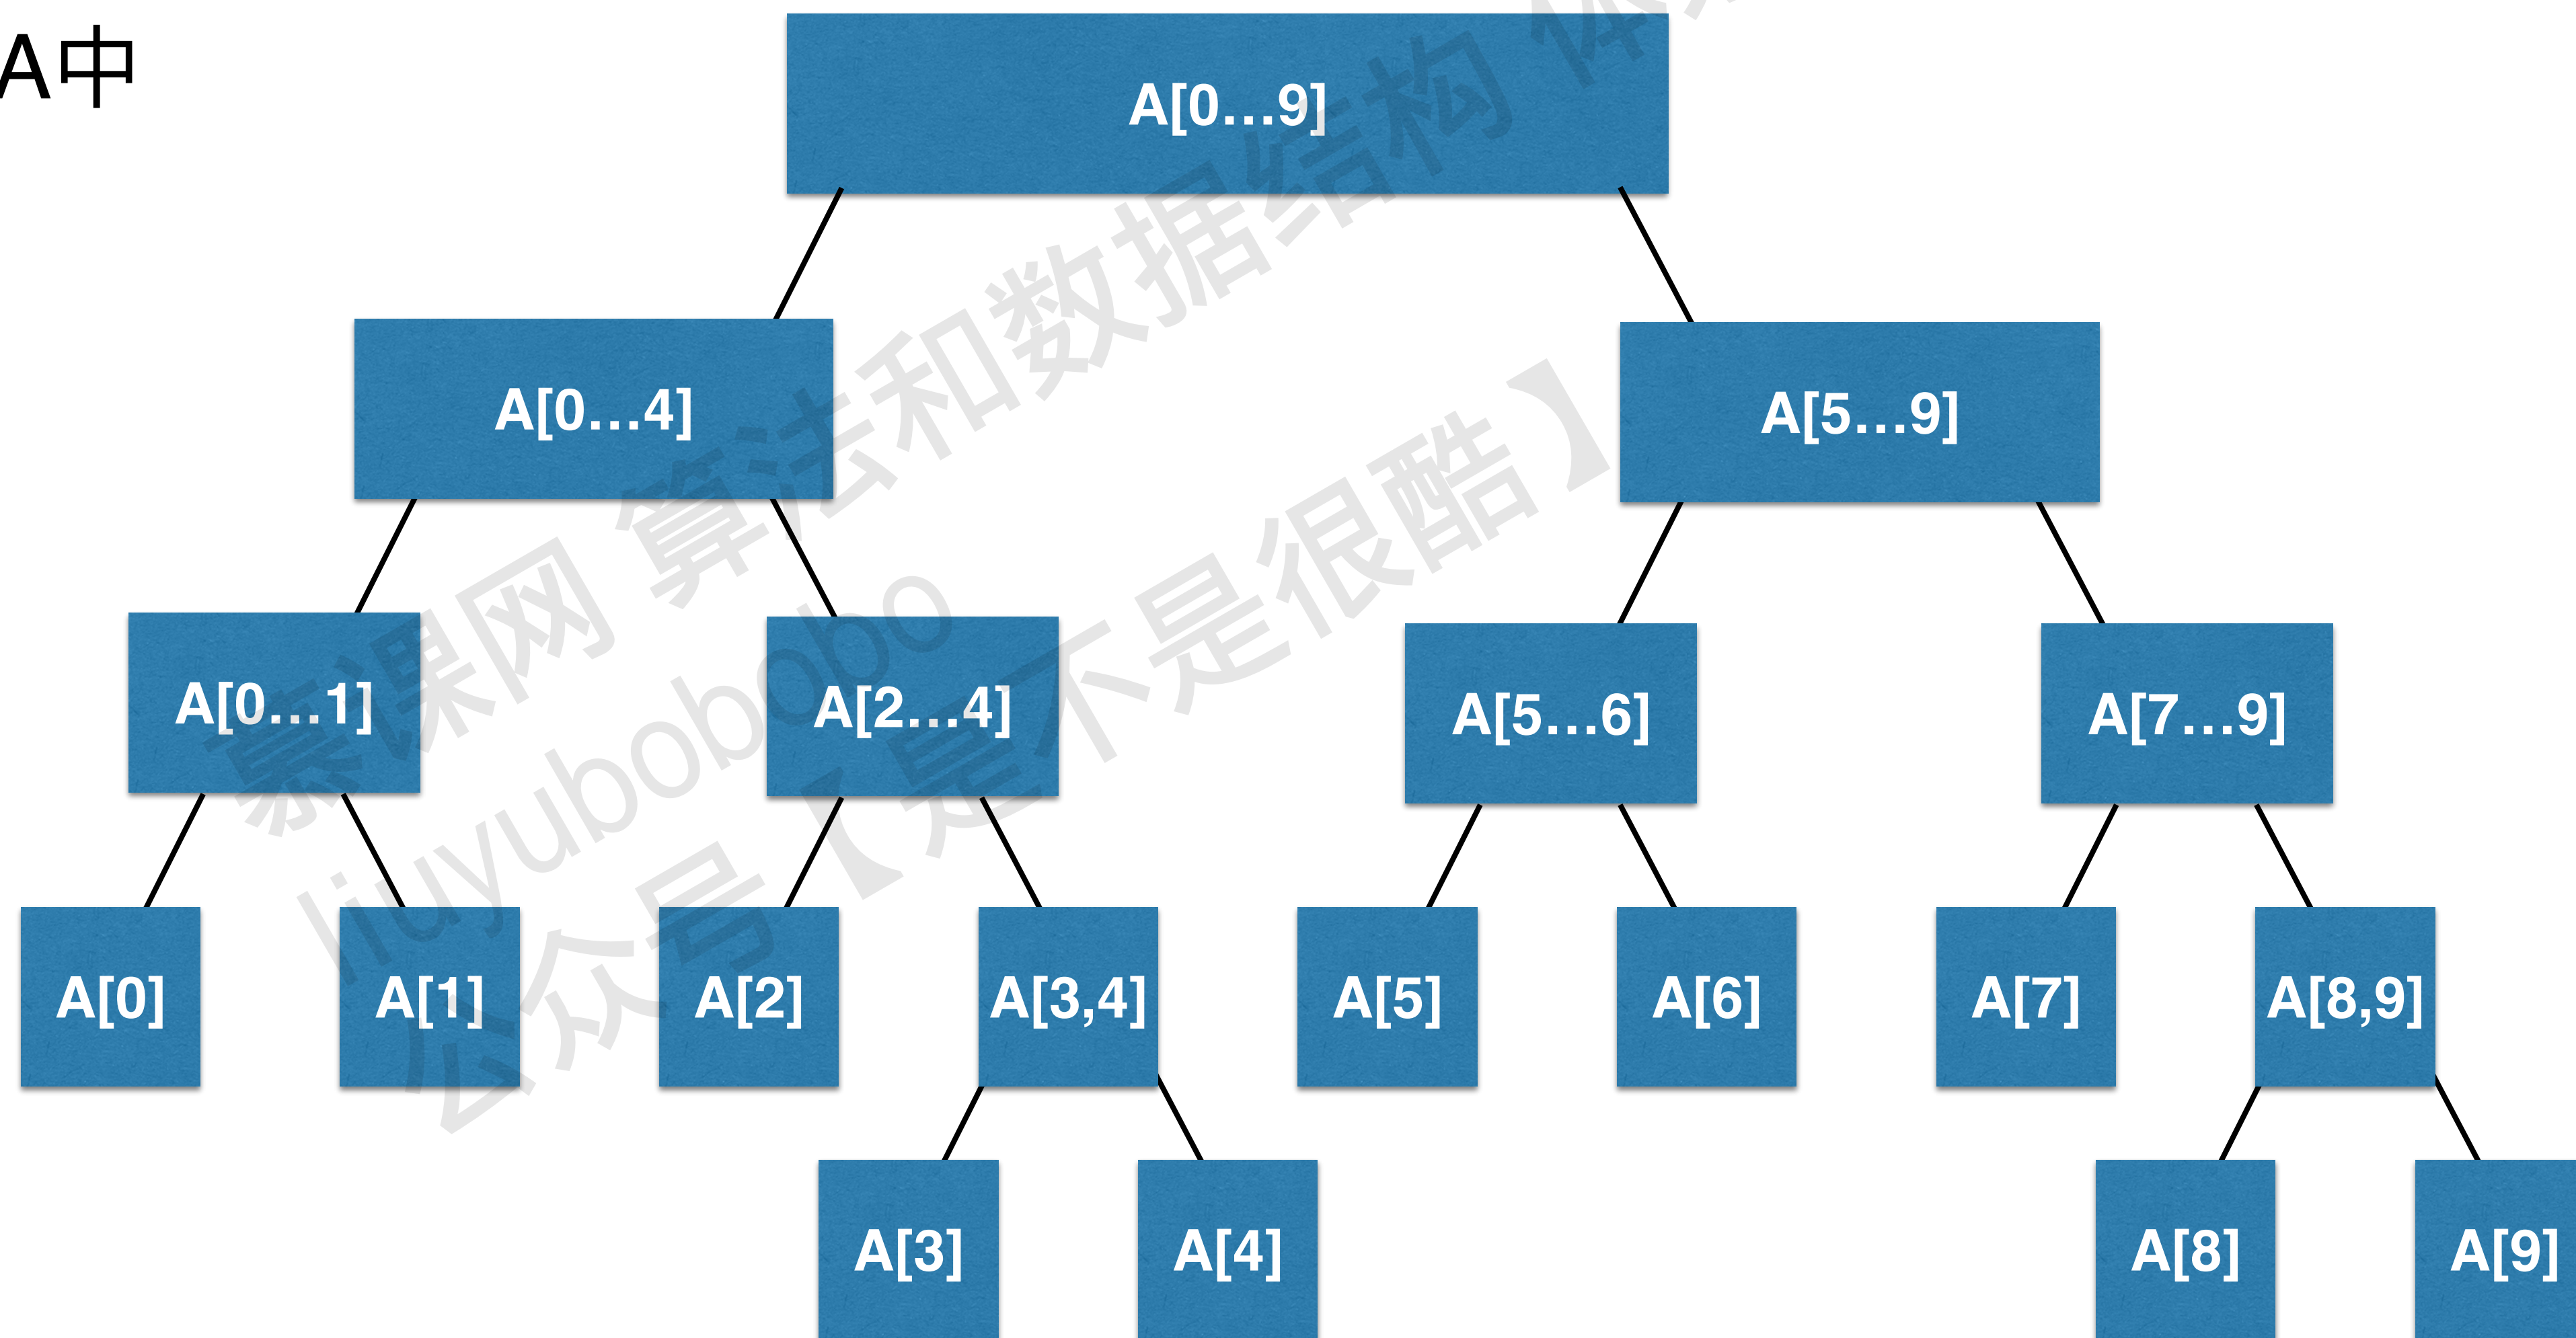 A中
A[0…9]
A[0…4]
A[5…9]
A[0…1]
A[2…4]
A[5…6]
A[7…9]
A[0]
A[1]
A[2]
A[3,4]
A[5]
A[6]
A[7]
A[8,9]
A[3]
A[4]
A[8]
A[9]
慕课网 算法和数据结构 体
liuyubobobo
公众号【是不是很酷】